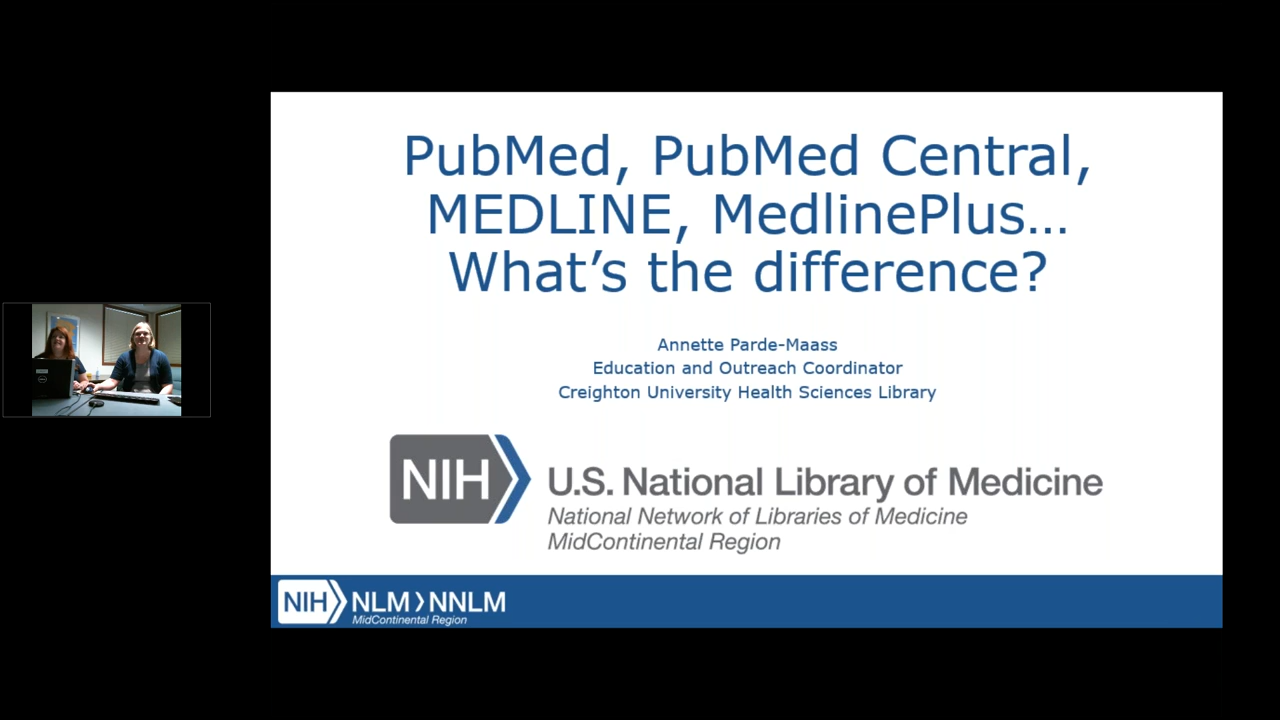 PubMed, PubMed Central,
MEDLINE, MedlinePlus…
What’s the difference?
Annette Parde-Maass
Education and Outreach Coordinator
Creighton University Health Sciences Library
NIH
U.S. National Library of Medicine
National Network of Libraries of Medicine
MidContinental Region
NIH NLM NNLM
MidContinental Region